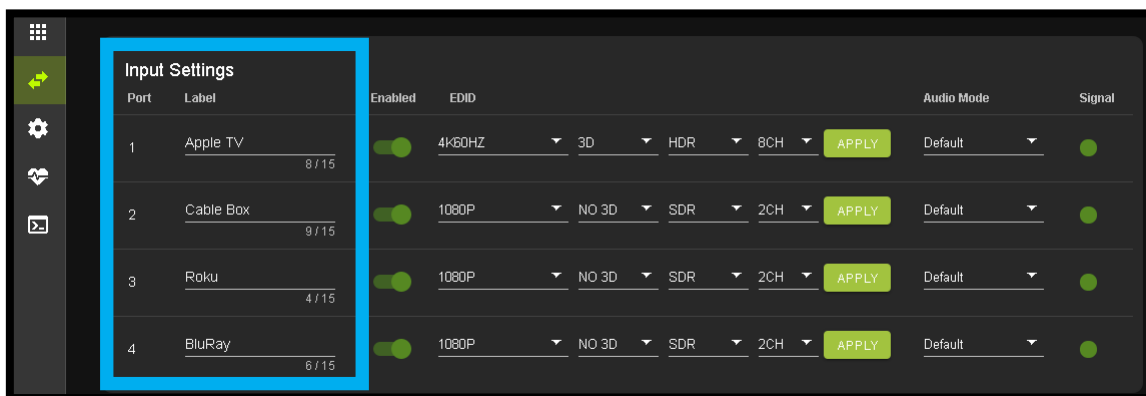 Input Settings
Port Label Enabled EDID Audio Mode Signal
1 Apple TV 4K60HZ 3D HDR 8CH APPLY Default
8 / 15
2 Cable Box 1080P NO 3D SDR 2CH APPLY Default
9 / 15
3 Roku 1080P NO 3D SDR 2CH APPLY Default
4 / 15
4 BluRay 1080P NO 3D SDR 2CH APPLY Default
6 / 15